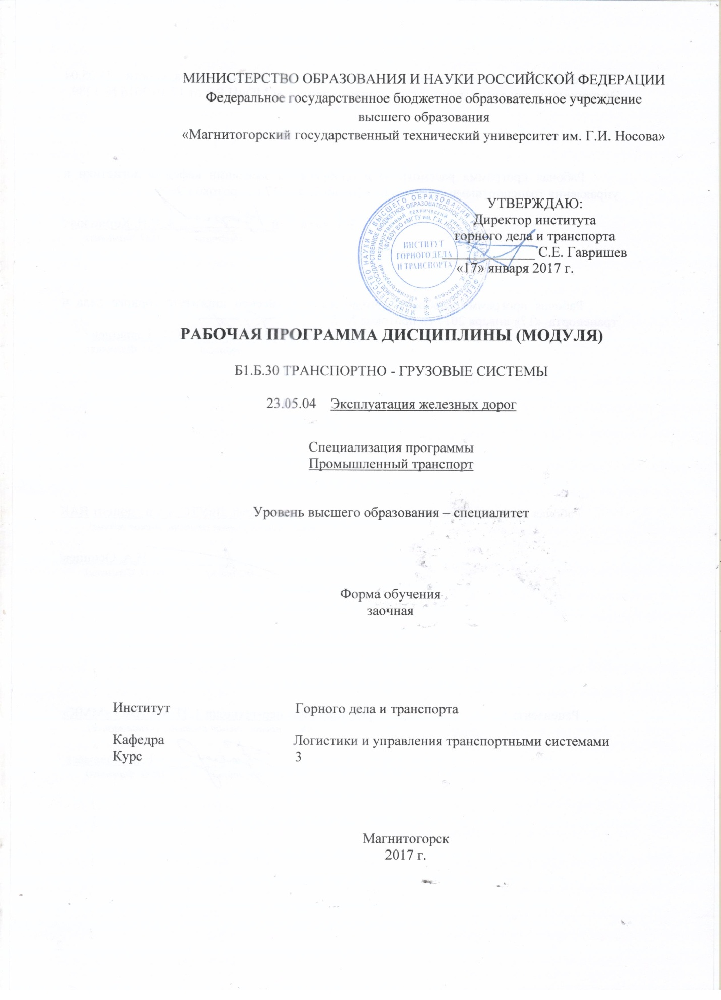 МИНИСТЕРСТВО ОБРАЗОВАНИЯ И НАУКИ РОССИЙСКОЙ ФЕДЕРАЦИИ
Федеральное государственное бюджетное образовательное учреждение
высшего образования
«Магнитогорский государственный технический университет им. Г.И. Носова»
УТВЕРЖДАЮ:
Директор института
горного дела и транспорта
С.Е. Гавришев
«17» января 2017 г.
ИНСТИТУТ
ГОРНОГО ДЕЛА
И ТРАНСПОРТА
РАБОЧАЯ ПРОГРАММА ДИСЦИПЛИНЫ (МОДУЛЯ)
Б1.Б.30 ТРАНСПОРТНО - ГРУЗОВЫЕ СИСТЕМЫ
23.05.04 Эксплуатация железных дорог
Специализация программы
Промышленный транспорт
Уровень высшего образования – специалитет
Форма обучения
заочная
Институт Горного дела и транспорта
Кафедра Логистики и управления транспортными системами
Курс 3
Магнитогорск
2017 г.